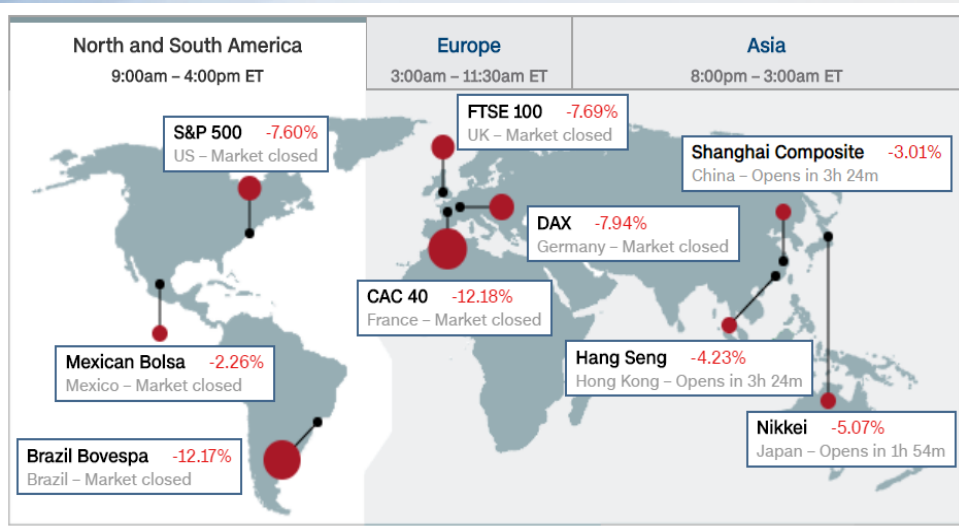 North and South America
9:00am – 4:00pm ET
Europe
3:00am – 11:30am ET
Asia
8:00pm – 3:00am ET
S&P 500 -7.60%
US – Market closed
FTSE 100 -7.69%
UK – Market closed
Shanghai Composite -3.01%
China – Opens in 3h 24m
DAX -7.94%
Germany – Market closed
CAC 40 -12.18%
France – Market closed
Mexican Bolsa -2.26%
Mexico – Market closed
Hang Seng -4.23%
Hong Kong – Opens in 3h 24m
Nikkei -5.07%
Japan – Opens in 1h 54m
Brazil Bovespa -12.17%
Brazil – Market closed